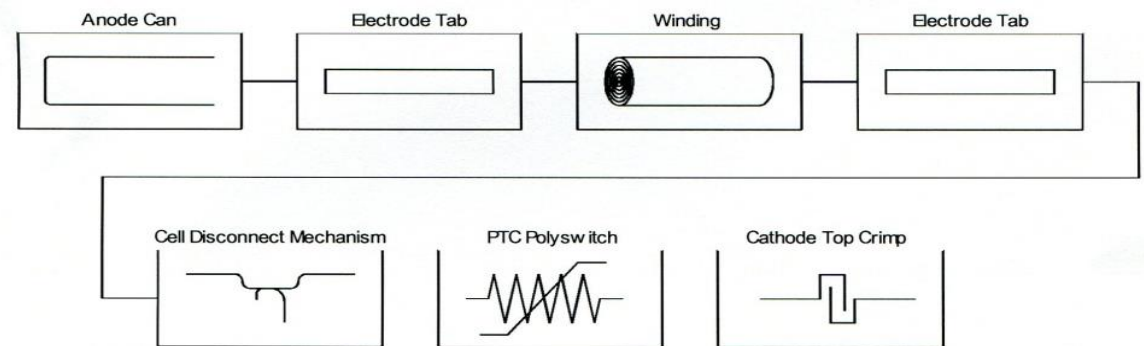 Anode Can
Electrode Tab
Winding
Electrode Tab
Cell Disconnect Mechanism
PTC Polyswitch
Cathode Top Crimp